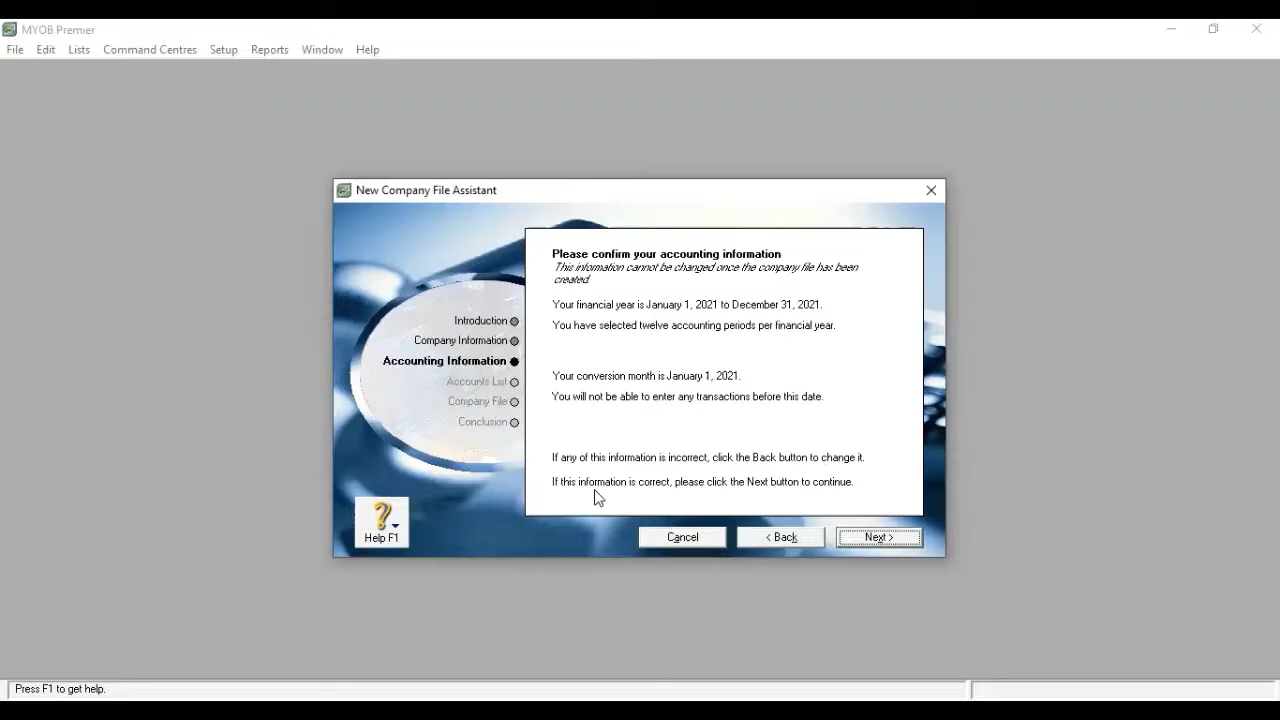 MYOB Premier
File Edit Lists Command Centres Setup Reports Window Help
New Company File Assistant
Please confirm your accounting information
This information cannot be changed once the company file has been
created.
Your financial year is January 1, 2021 to December 31, 2021.
You have selected twelve accounting periods per financial year.
Your conversion month is January 1, 2021.
You will not be able to enter any transactions before this date.
If any of this information is incorrect, click the Back button to change it.
If this information is correct, please click the Next button to continue.
Introduction
Company Information
Accounting Information
Accounts List
Company File
Conclusion
? Help F1
Cancel < Back Next >
Press F1 to get help.